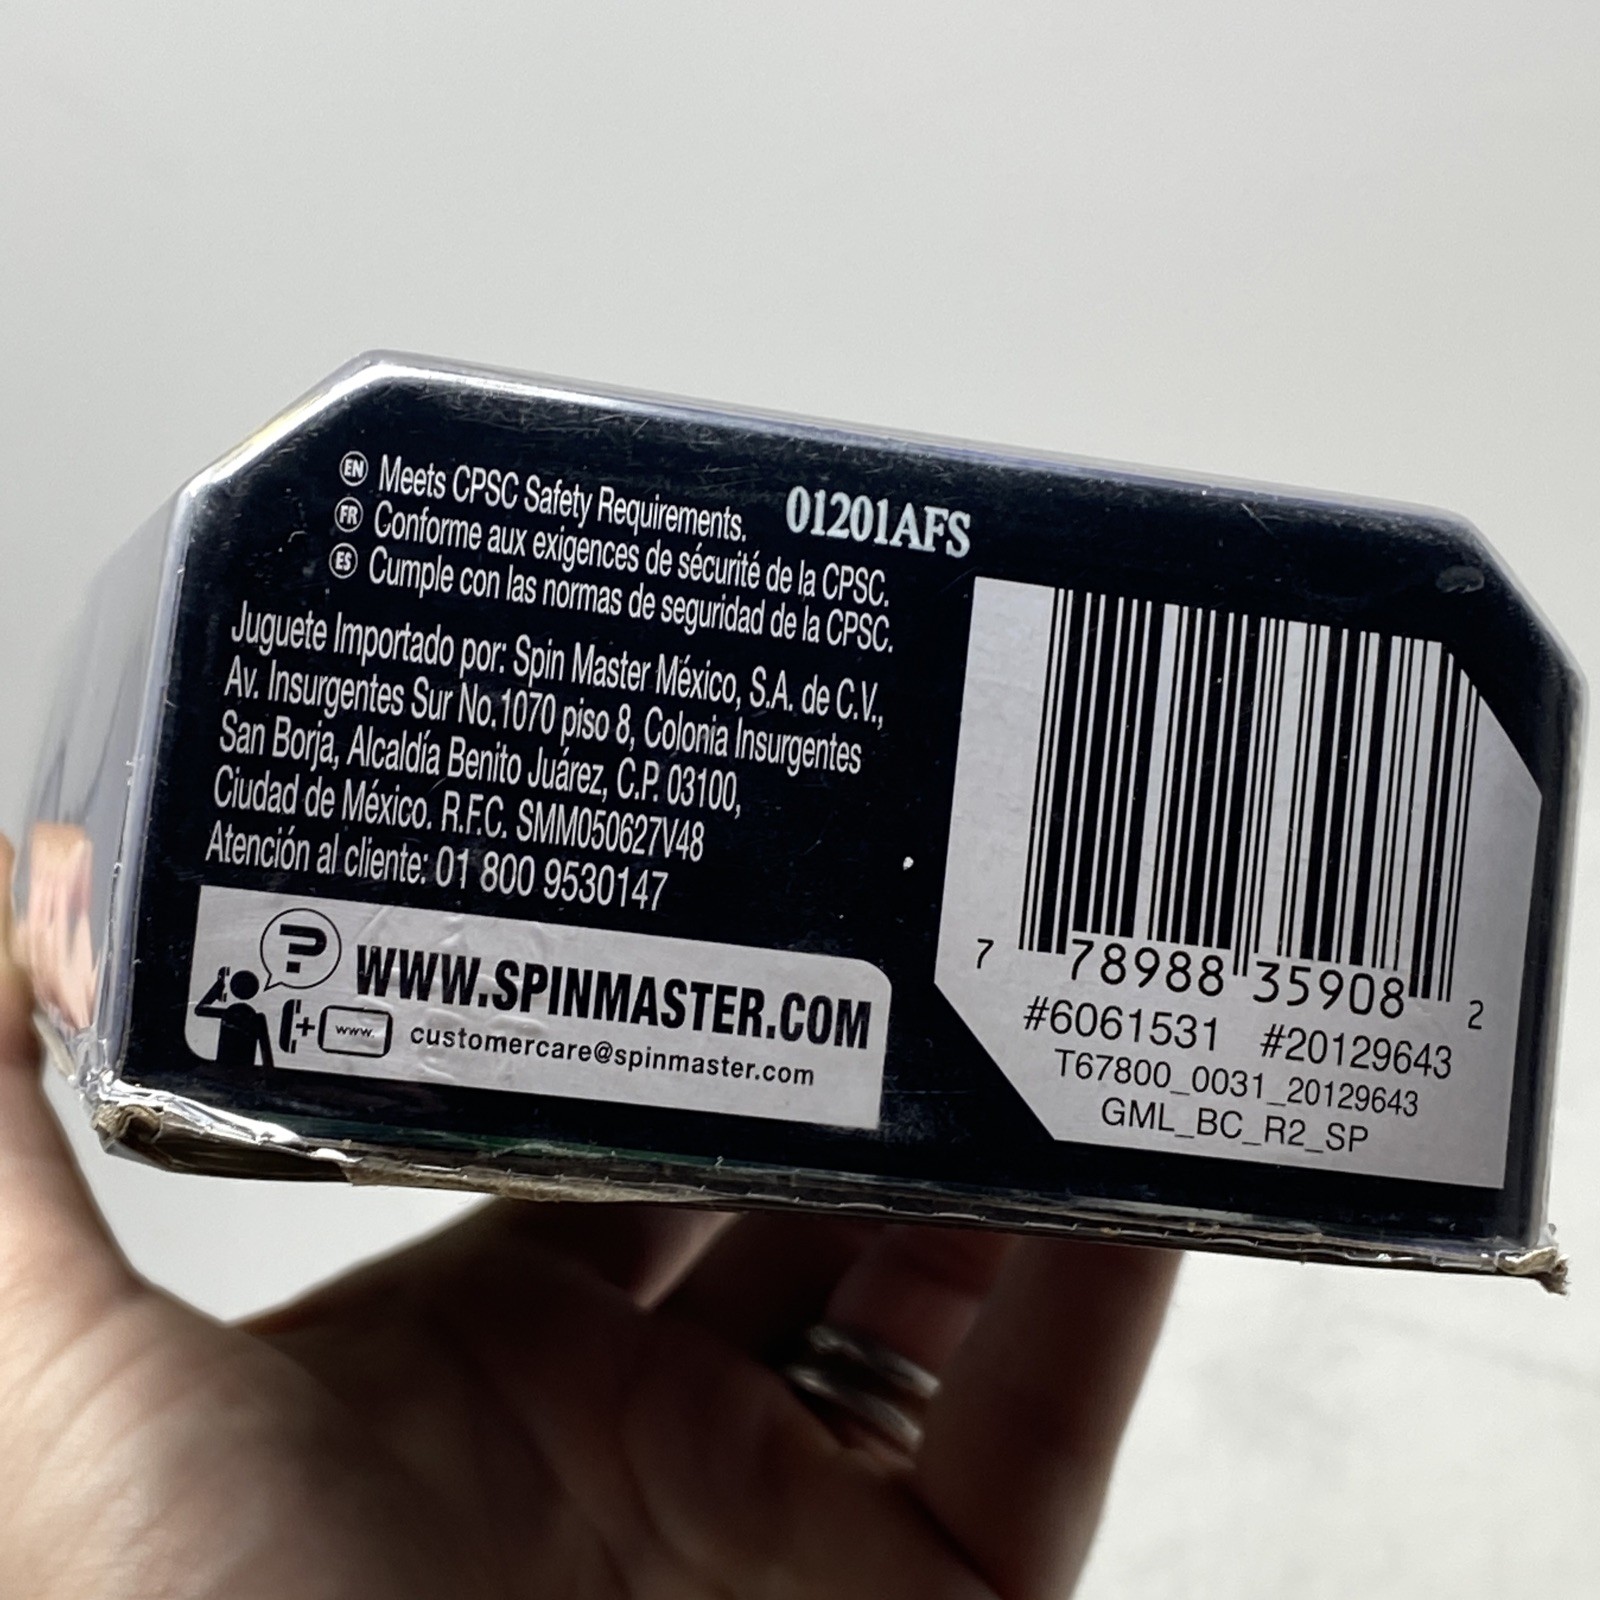 EN Meets CPSC Safety Requirements. 01201AFS
FR Conforme aux exigences de sécurité de la CPSC.
ES Cumple con las normas de seguridad de la CPSC.
Juguete Importado por: Spin Master México, S.A. de C.V.,
Av. Insurgentes Sur No.1070 piso 8, Colonia Insurgentes
San Borja, Alcaldía Benito Juárez, C.P. 03100,
Ciudad de México. R.F.C. SMM050627V48
Atención al cliente: 01 800 9530147
?
WWW.SPINMASTER.COM
+ www. customercare@spinmaster.com
7 78988 35908 2
#6061531 #20129643
T67800_0031_20129643
GML_BC_R2_SP